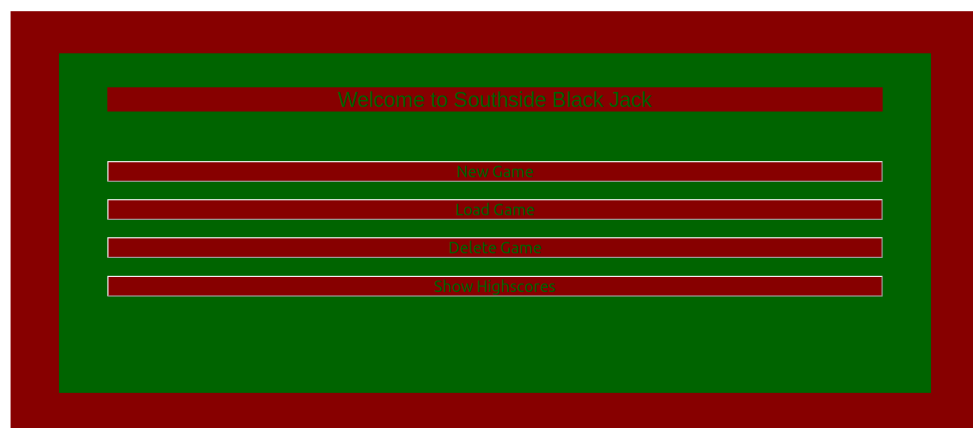 Welcome to Southside Black Jack
New Game
Load Game
Delete Game
Show Highscores